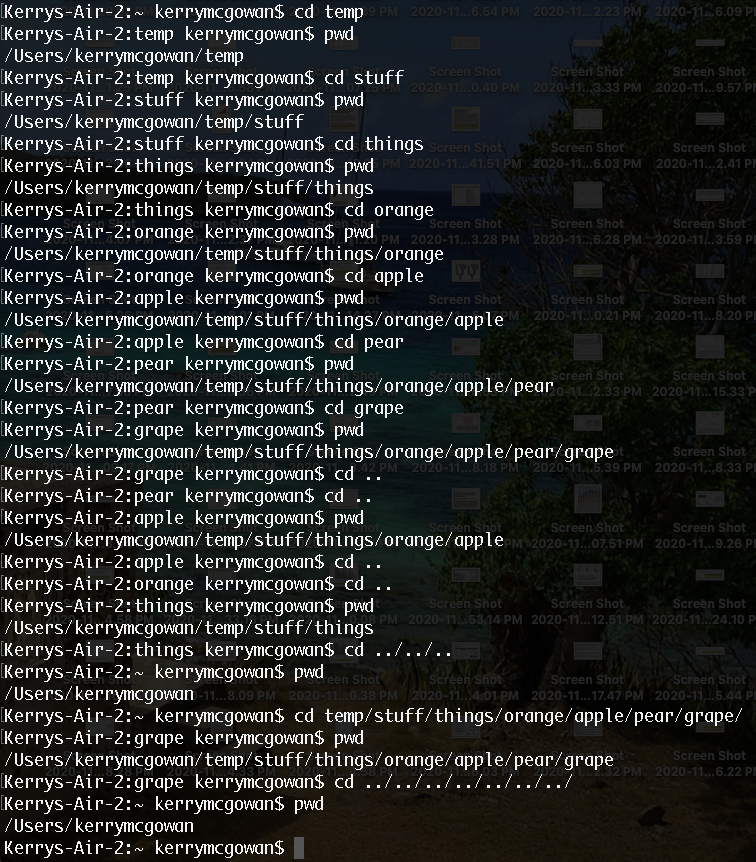 Kerrys-Air-2:~ kerrymcgowan$ cd temp
Kerrys-Air-2:temp kerrymcgowan$ pwd
/Users/kerrymcgowan/temp
Kerrys-Air-2:temp kerrymcgowan$ cd stuff
Kerrys-Air-2:stuff kerrymcgowan$ pwd
/Users/kerrymcgowan/temp/stuff
Kerrys-Air-2:stuff kerrymcgowan$ cd things
Kerrys-Air-2:things kerrymcgowan$ pwd
/Users/kerrymcgowan/temp/stuff/things
Kerrys-Air-2:things kerrymcgowan$ cd orange
Kerrys-Air-2:orange kerrymcgowan$ pwd
/Users/kerrymcgowan/temp/stuff/things/orange
Kerrys-Air-2:orange kerrymcgowan$ cd apple
Kerrys-Air-2:apple kerrymcgowan$ pwd
/Users/kerrymcgowan/temp/stuff/things/orange/apple
Kerrys-Air-2:apple kerrymcgowan$ cd pear
Kerrys-Air-2:pear kerrymcgowan$ pwd
/Users/kerrymcgowan/temp/stuff/things/orange/apple/pear
Kerrys-Air-2:pear kerrymcgowan$ cd grape
Kerrys-Air-2:grape kerrymcgowan$ pwd
/Users/kerrymcgowan/temp/stuff/things/orange/apple/pear/grape
Kerrys-Air-2:grape kerrymcgowan$ cd ..
Kerrys-Air-2:pear kerrymcgowan$ cd ..
Kerrys-Air-2:apple kerrymcgowan$ pwd
/Users/kerrymcgowan/temp/stuff/things/orange/apple
Kerrys-Air-2:apple kerrymcgowan$ cd ..
Kerrys-Air-2:orange kerrymcgowan$ cd ..
Kerrys-Air-2:things kerrymcgowan$ pwd
/Users/kerrymcgowan/temp/stuff/things
Kerrys-Air-2:things kerrymcgowan$ cd ../../..
Kerrys-Air-2:~ kerrymcgowan$ pwd
/Users/kerrymcgowan
Kerrys-Air-2:~ kerrymcgowan$ cd temp/stuff/things/orange/apple/pear/grape/
Kerrys-Air-2:grape kerrymcgowan$ pwd
/Users/kerrymcgowan/temp/stuff/things/orange/apple/pear/grape
Kerrys-Air-2:grape kerrymcgowan$ cd ../../../../../../../
Kerrys-Air-2:~ kerrymcgowan$ pwd
/Users/kerrymcgowan
Kerrys-Air-2:~ kerrymcgowan$